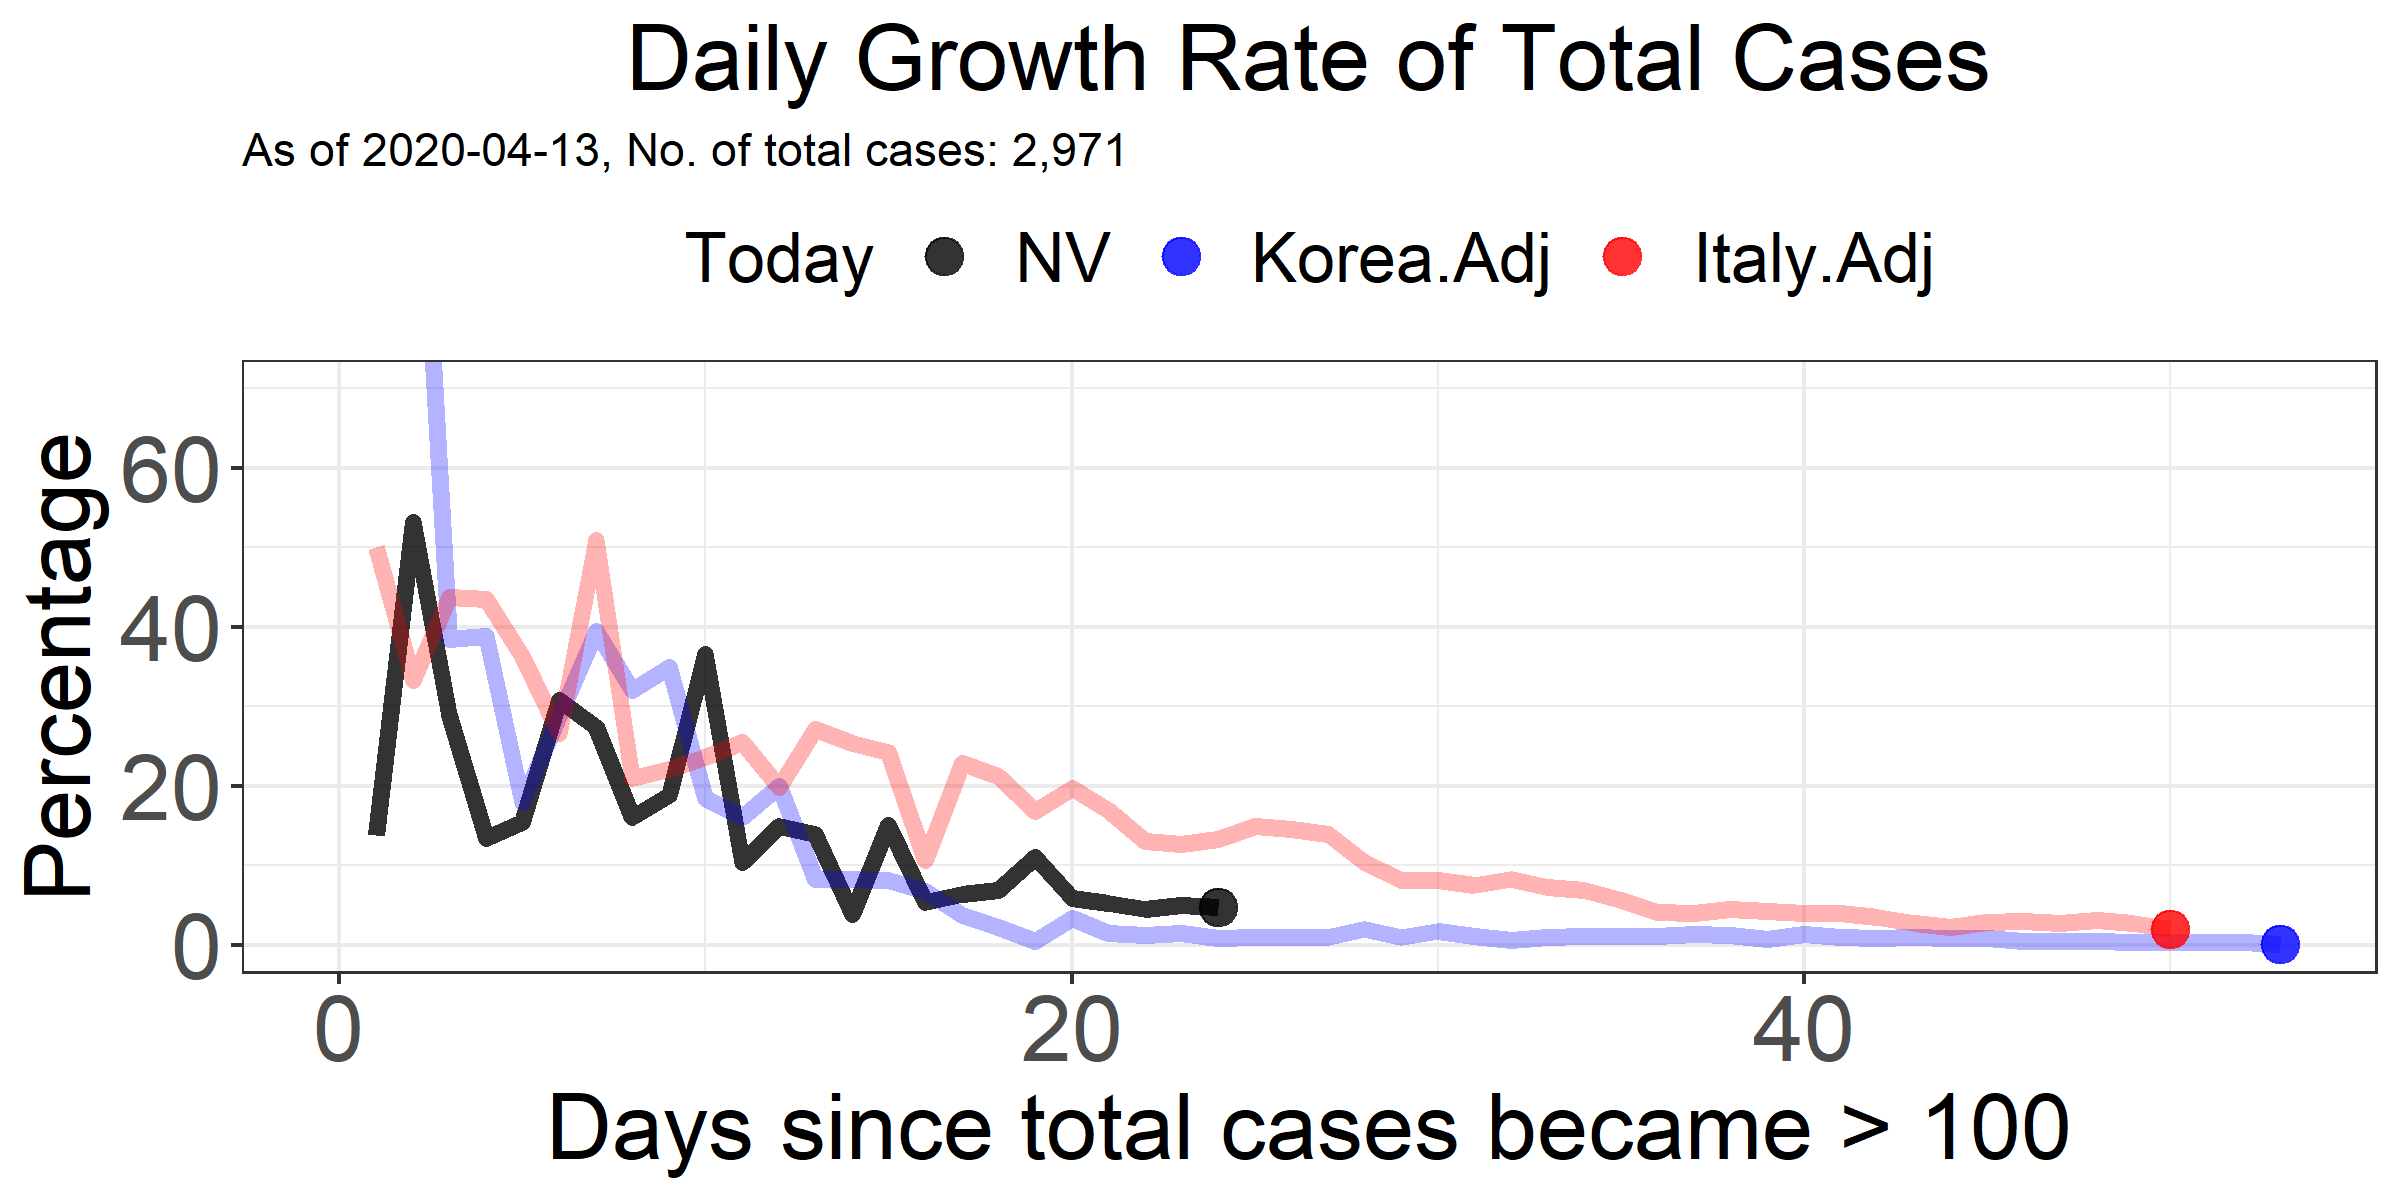 Daily Growth Rate of Total Cases
As of 2020-04-13, No. of total cases: 2,971
Today NV Korea.Adj Italy.Adj
Percentage
60
40
20
0
0 20 40
Days since total cases became > 100